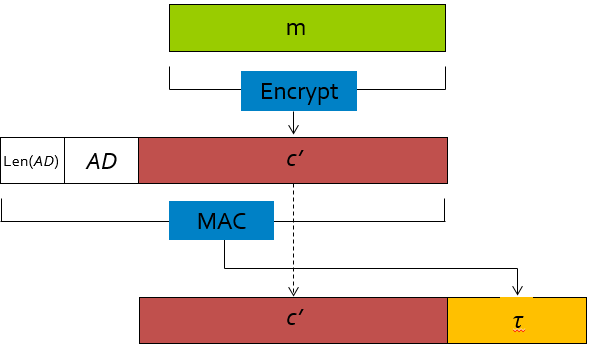 m
Encrypt
Len(AD) AD c′
MAC
c′ τ